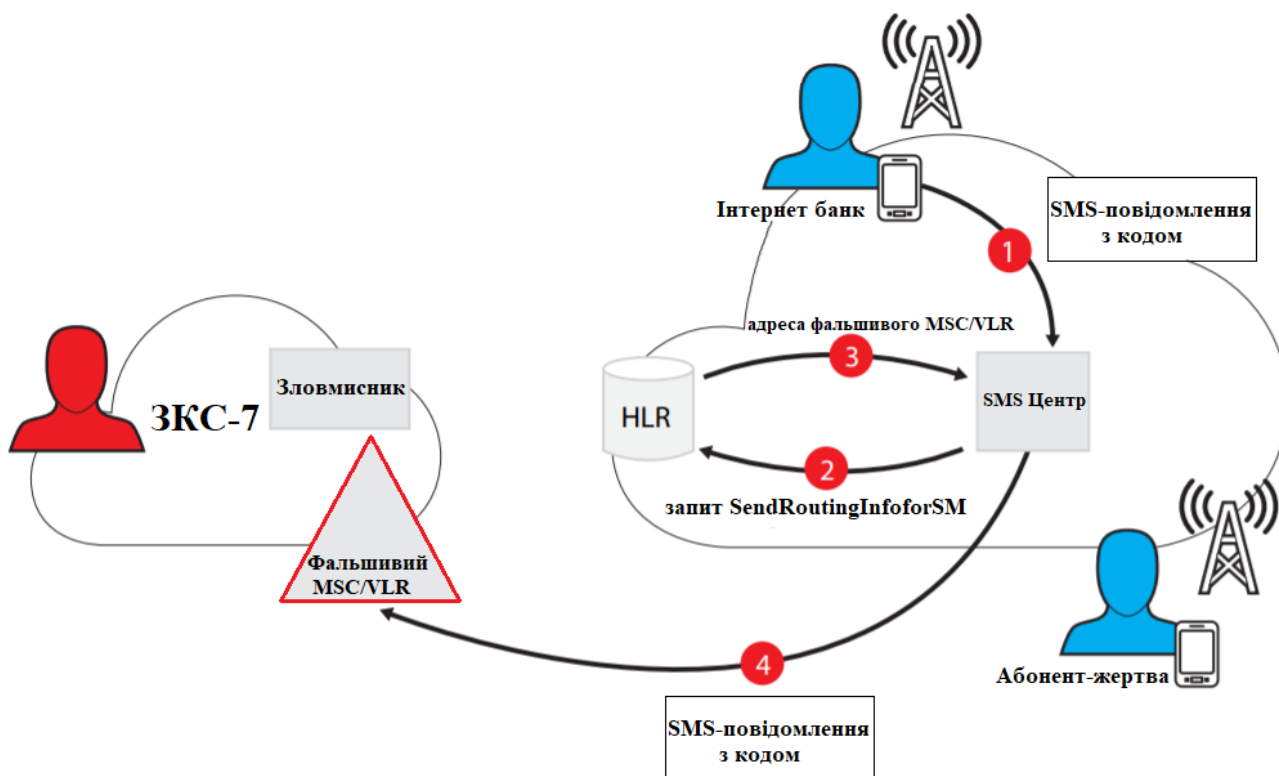 Інтернет банк
SMS-повідомлення
з кодом
1
адреса фальшивого MSC/VLR
3
Зловмисник
ЗКС-7
HLR
SMS Центр
2
запит SendRoutingInfoforSM
Фальшивий
MSC/VLR
4
Абонент-жертва
SMS-повідомлення
з кодом